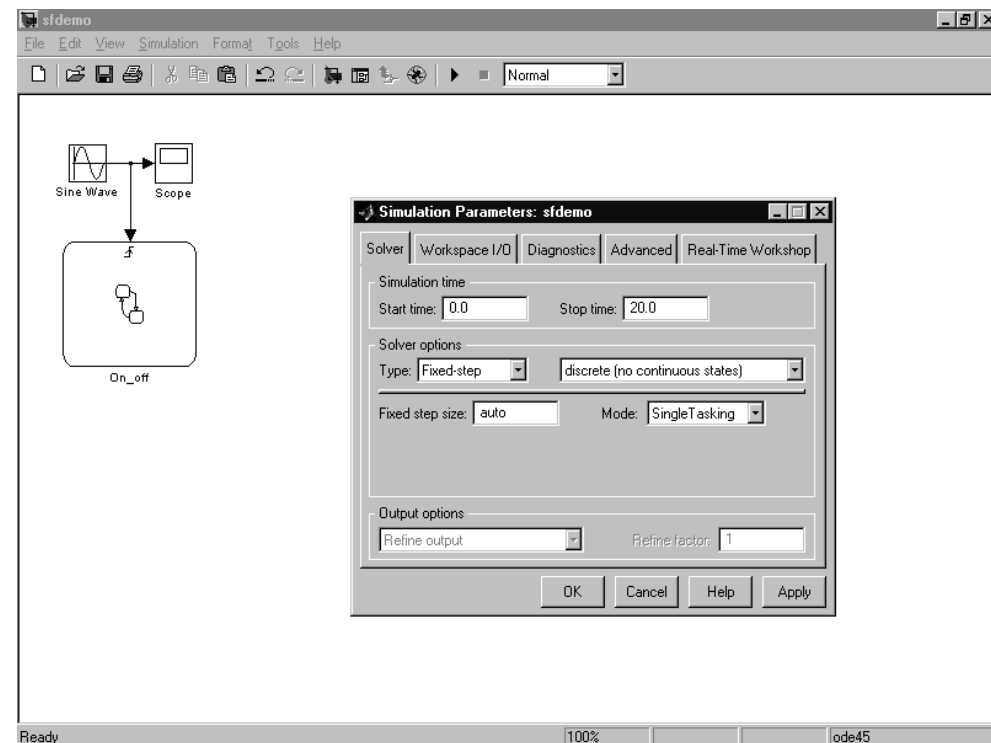 sfdemo
File Edit View Simulation Format Tools Help
Normal
Sine Wave
Scope
On_off
Simulation Parameters: sfdemo
Solver Workspace I/O Diagnostics Advanced Real-Time Workshop
Simulation time
Start time: 0.0 Stop time: 20.0
Solver options
Type: Fixed-step discrete (no continuous states)
Fixed step size: auto Mode: SingleTasking
Output options
Refine output Refine factor: 1
OK Cancel Help Apply
Ready 100% ode45